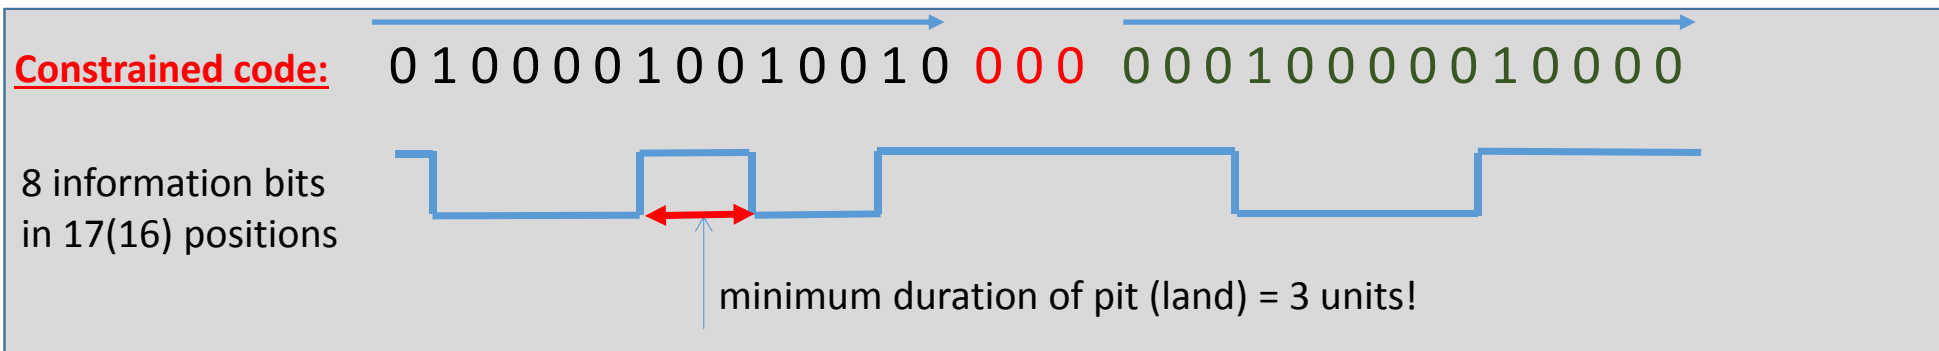 Constrained code: 0 1 0 0 0 0 1 0 0 1 0 0 1 0 0 0 0 0 0 0 1 0 0 0 0 0 1 0 0 0 0
8 information bits
in 17(16) positions
minimum duration of pit (land) = 3 units!